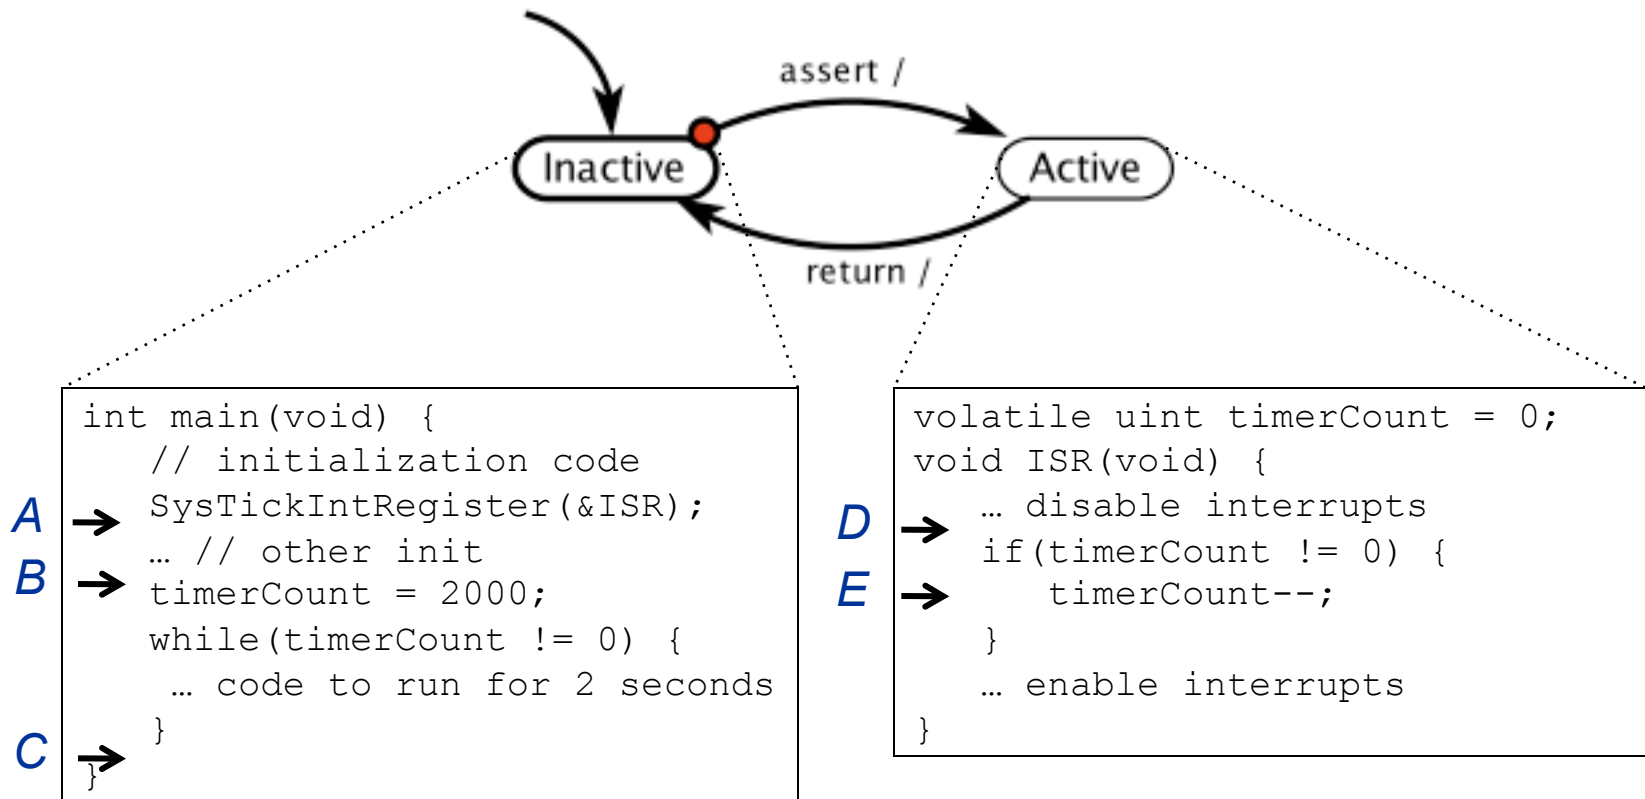 assert /
Inactive
Active
return /
int main(void) {
// initialization code
A
SysTickIntRegister(&ISR);
… // other init
B
timerCount = 2000;
while(timerCount != 0) {
… code to run for 2 seconds
}
C
}
volatile uint timerCount = 0;
void ISR(void) {
… disable interrupts
D
if(timerCount != 0) {
E
timerCount--;
}
… enable interrupts
}